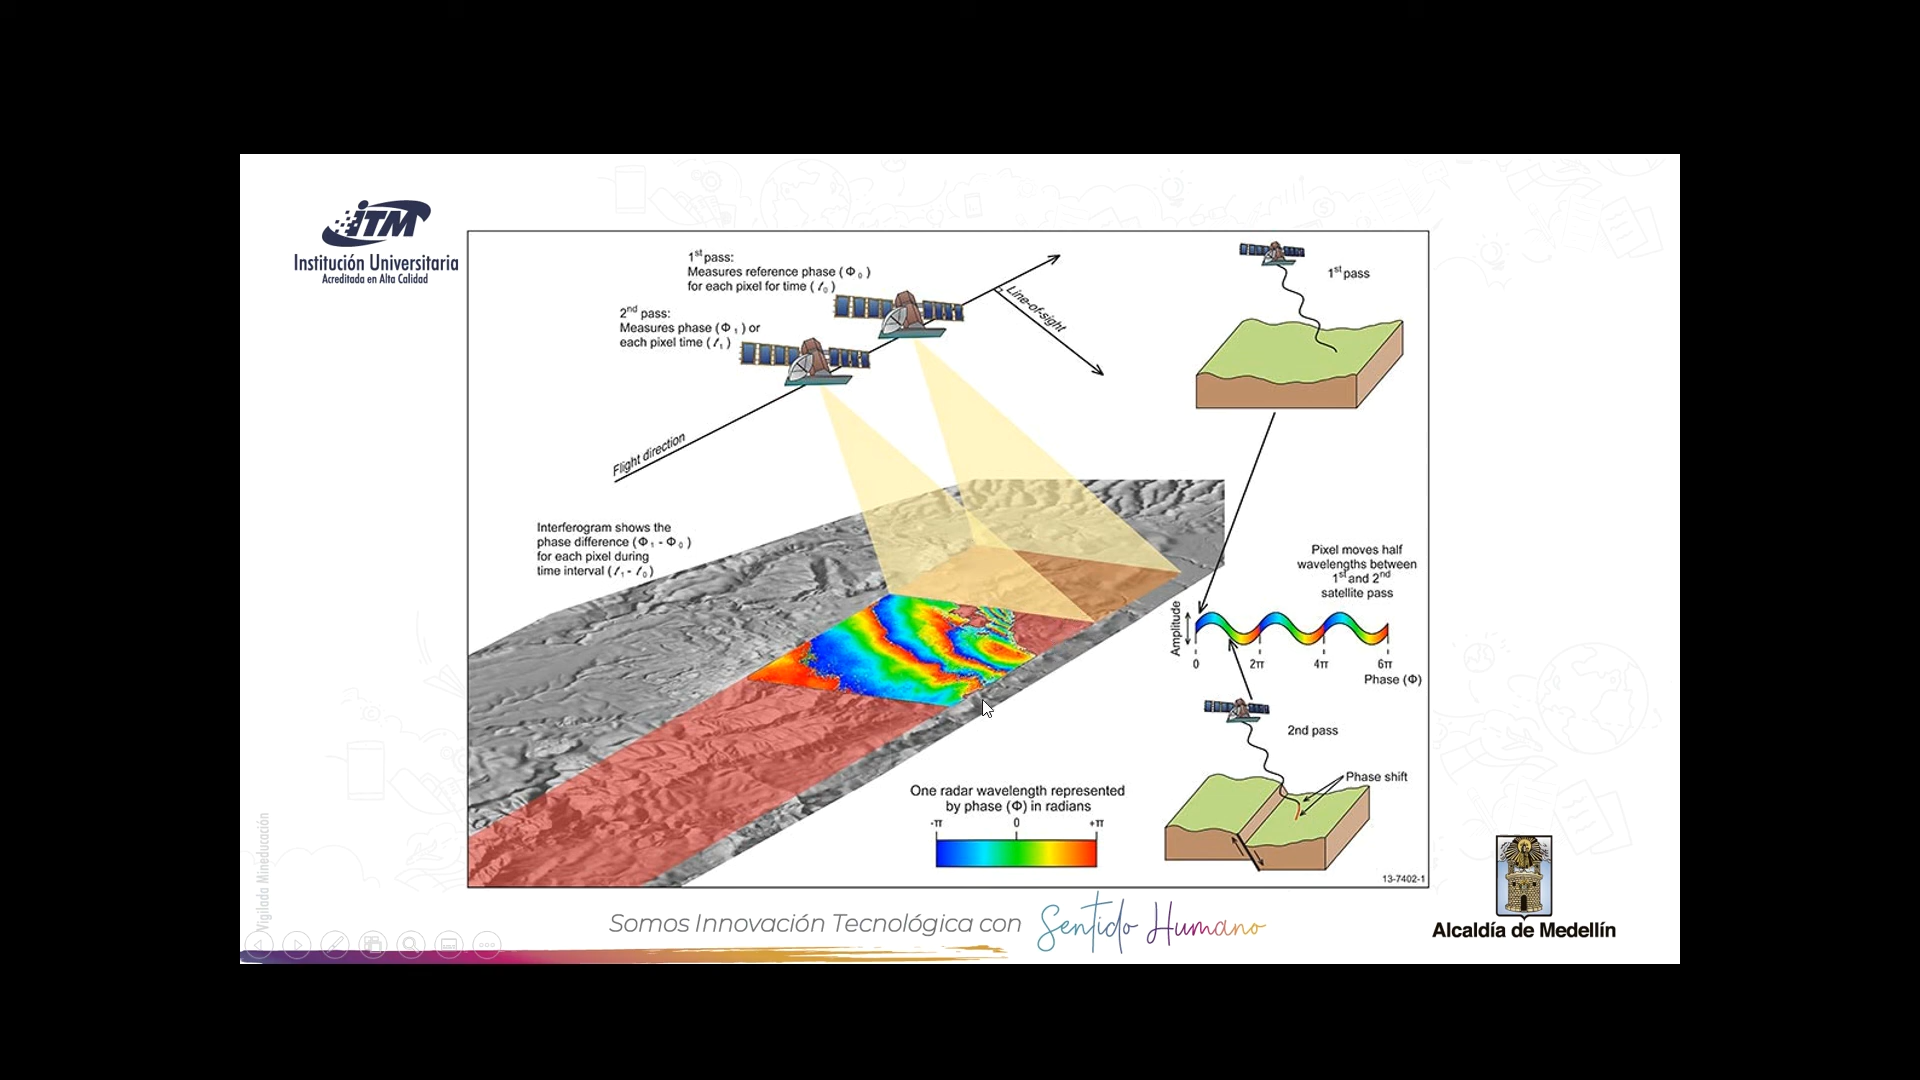 iTM
Institución Universitaria
Acreditada en Alta Calidad
1st pass:
Measures reference phase (Φ0)
for each pixel for time (t0)
2nd pass:
Measures phase (Φ1) or
each pixel time (t1)
Line-of-sight
Flight direction
1st pass
Interferogram shows the
phase difference (Φ1 - Φ0)
for each pixel during
time interval (t1 - t0)
Pixel moves half
wavelengths between
1st and 2nd
satellite pass
Amplitude
0 2π 4π 6π
Phase (Φ)
2nd pass
Phase shift
One radar wavelength represented
by phase (Φ) in radians
-π 0 +π
13-7402-1
Vigilada Mineducación
Somos Innovación Tecnológica con Sentido Humano
Alcaldía de Medellín